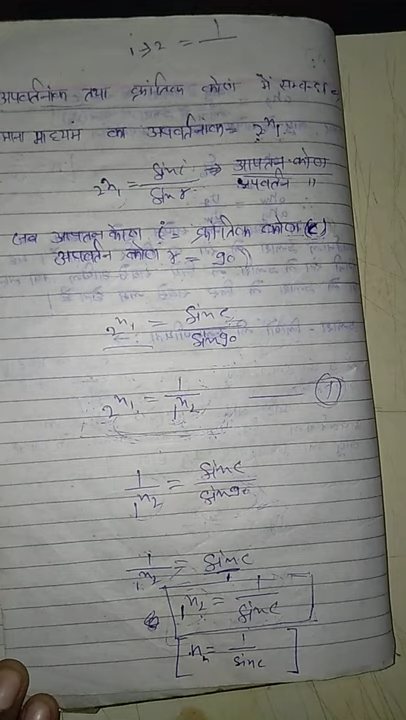 i > 2 = 1
अपवर्तनांक तथा क्रांतिक कोण में सम्बन्ध :-
माना माध्यम का अपवर्तनांक = ₂n₁
₂n₁ = sin i / sin r ⇒ आपतन कोण / अपवर्तन "
जब आपतन कोण i = क्रांतिक कोण (c)
अपवर्तन कोण r = 90°
₂n₁ = sin c / sin 90
₂n₁ = 1 / ₁n₂ —— ①
1 / ₁n₂ = sin c / sin 90
1 / ₁n₂ = sin c / 1
₁n₂ = 1 / sin c
n = 1 / sin c